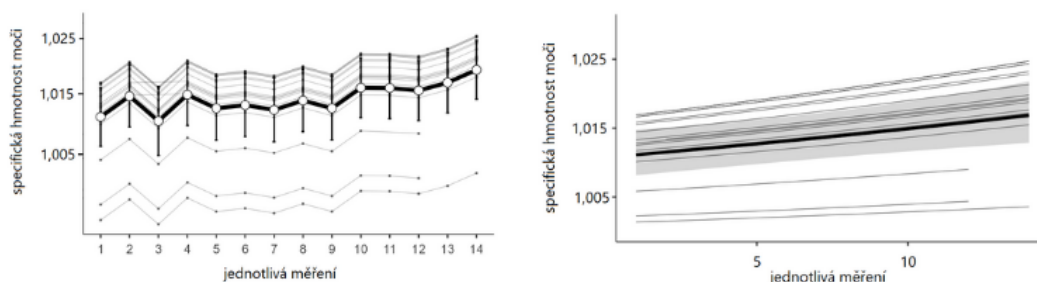 specifická hmotnost moči
1,025
1,015
1,005
1 2 3 4 5 6 7 8 9 10 11 12 13 14
jednotlivá měření
specifická hmotnost moči
1,025
1,015
1,005
5 10
jednotlivá měření